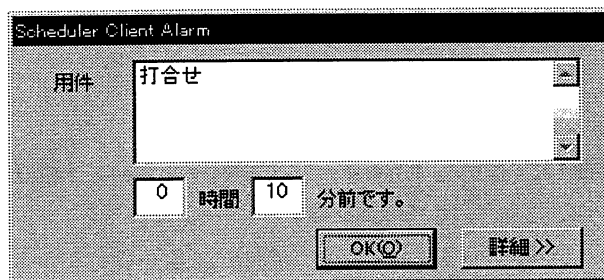 Scheduler Client Alarm
用件 打合せ
0 時間 10 分前です。
OK(O) 詳細 >>